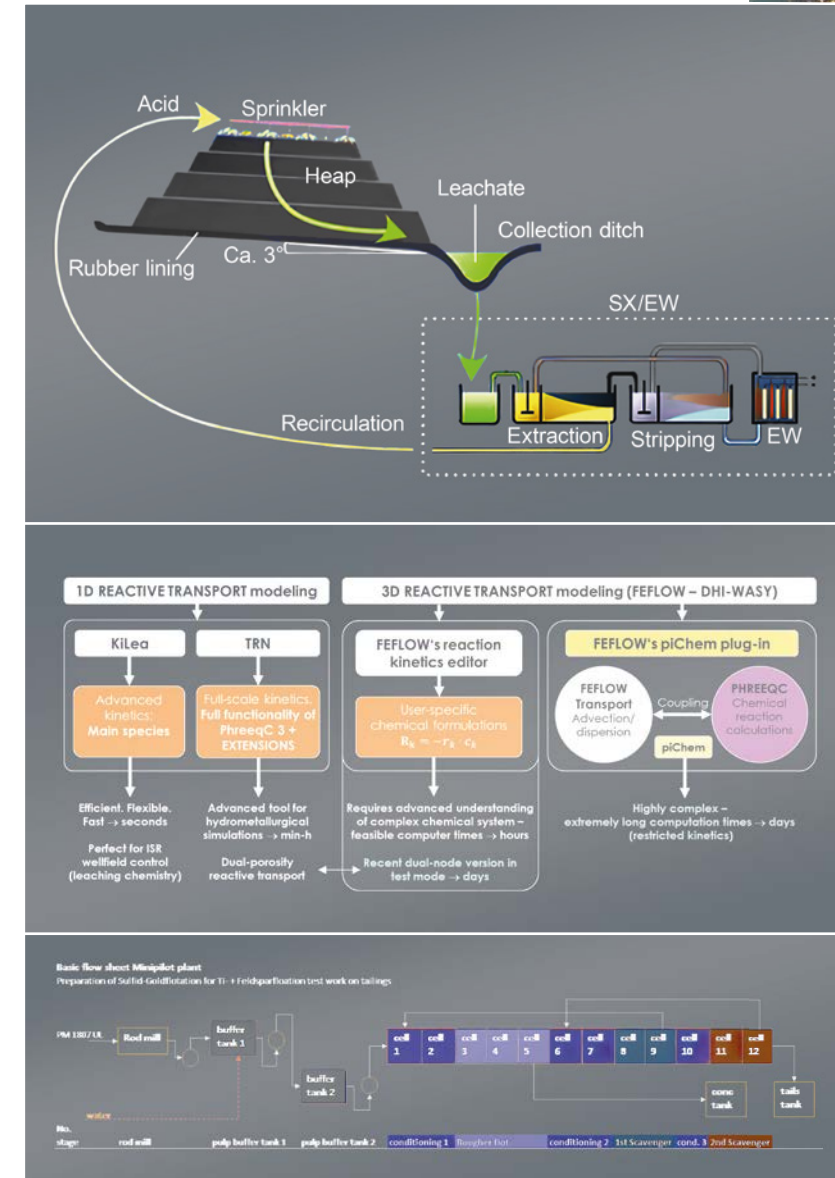 Acid
Sprinkler
Heap
Leachate
Collection ditch
Rubber lining
Ca. 3°
SX/EW
Recirculation
Extraction
Stripping
EW
1D REACTIVE TRANSPORT modeling
3D REACTIVE TRANSPORT modeling (FEFLOW – DHI-WASY)
KiLea
TRN
FEFLOW's reaction
kinetics editor
FEFLOW's piChem plug-in
Advanced
kinetics:
Main species
Full-scale kinetics.
Full functionality of
PhreeqC 3 +
EXTENSIONS
User-specific
chemical formulations
Rₖ = −rₖ · cₖ
FEFLOW
Transport
Advection/
dispersion
Coupling
PHREEQC
Chemical
reaction
calculations
piChem
Efficient. Flexible.
Fast → seconds
Perfect for ISR
wellfield control
(leaching chemistry)
Advanced tool for
hydrometallurgical
simulations → min-h
Dual-porosity
reactive transport
Requires advanced understanding
of complex chemical system –
feasible computer times → hours
Recent dual-node version in
test mode → days
Highly complex –
extremely long computation times → days
(restricted kinetics)
Basic flow sheet Minipilot plant
Preparation of Sulfid-Goldflotation for Ti- + Feldsparfloation test work on tailings
PM 1807 UL
Rod mill
buffer
tank 1
buffer
tank 2
cell cell cell cell cell cell cell cell cell cell cell cell
1 2 3 4 5 6 7 8 9 10 11 12
conc
tank
tails
tank
water
No.
stage rod mill pulp buffer tank 1 pulp buffer tank 2 conditioning 1 Rougher flot conditioning 2 1st Scavenger cond. 3 2nd Scavenger